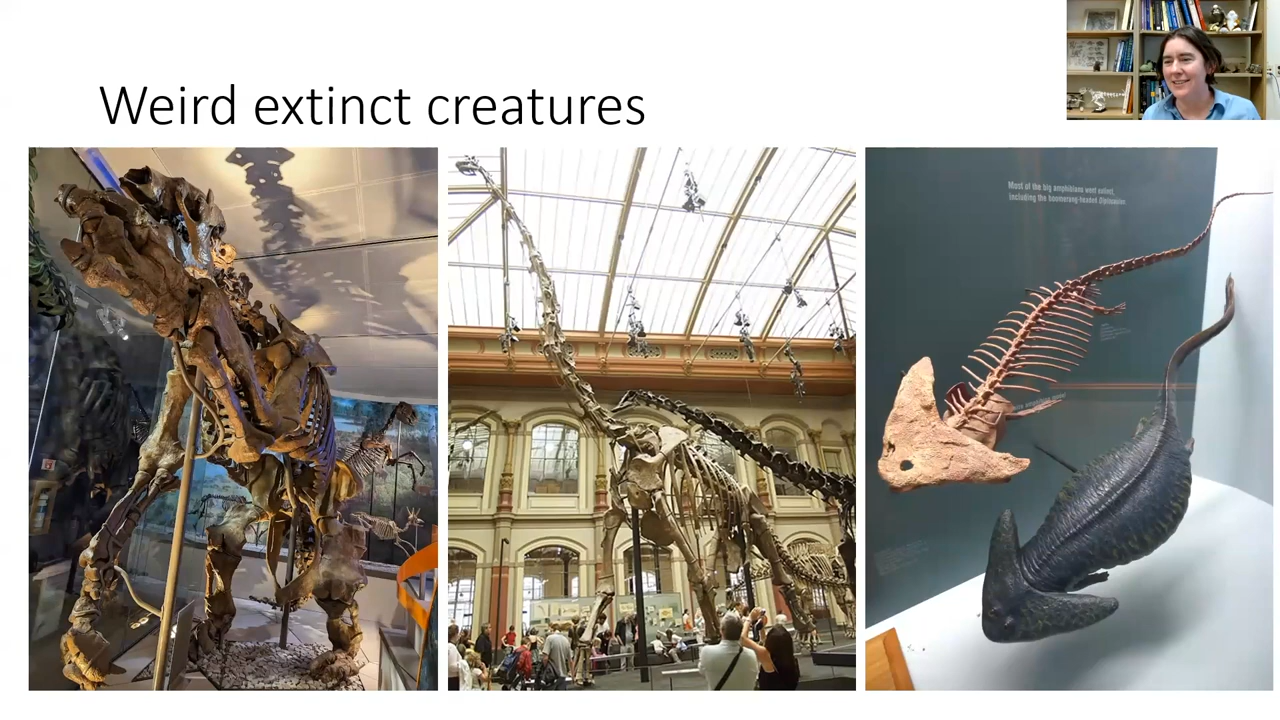 Weird extinct creatures
Most of the big amphibians went extinct,
including the boomerang-headed Diplocaulus.